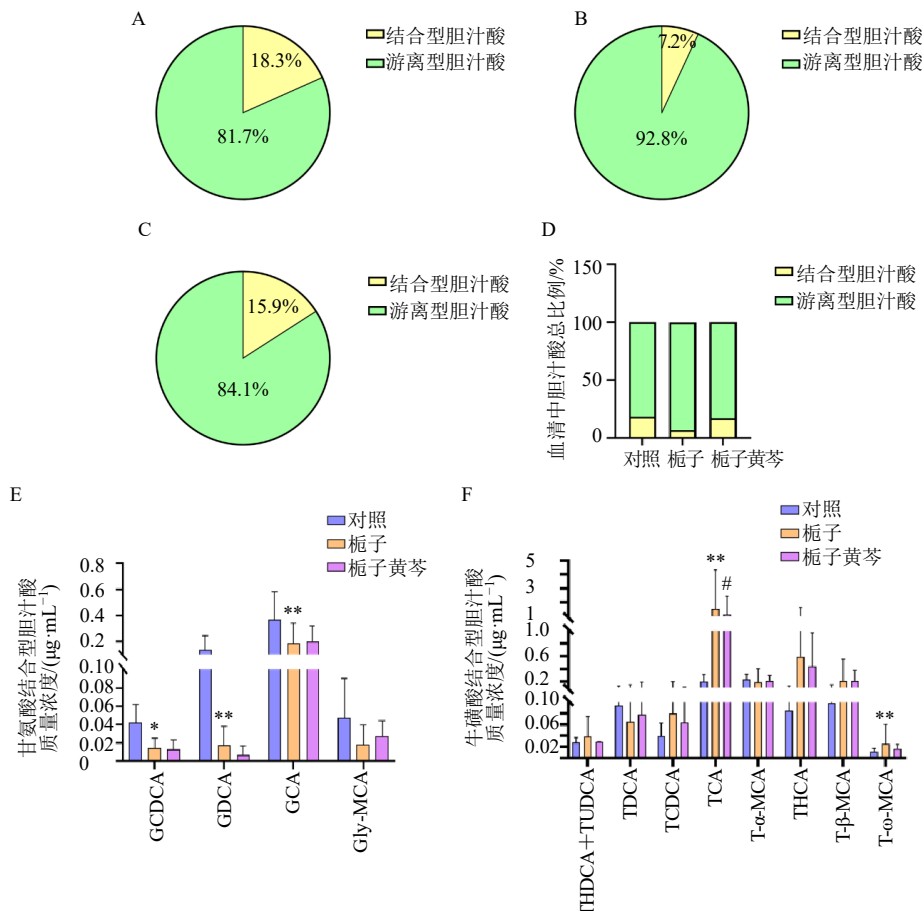 A
18.3%
81.7%
结合型胆汁酸
游离型胆汁酸
B
7.2%
92.8%
结合型胆汁酸
游离型胆汁酸
C
15.9%
84.1%
结合型胆汁酸
游离型胆汁酸
D
血清中胆汁酸总比例/%
150
100
50
0
对照
栀子
栀子黄芩
结合型胆汁酸
游离型胆汁酸
E
对照
栀子
栀子黄芩
甘氨酸结合型胆汁酸
质量浓度/(μg·mL⁻¹)
0.8
0.6
0.4
0.2
0.10
0.08
0.06
0.04
0.02
0
*
**
**
GCDCA
GDCA
GCA
Gly-MCA
F
对照
栀子
栀子黄芩
牛磺酸结合型胆汁酸
质量浓度/(μg·mL⁻¹)
5
3
1
1.0
0.6
0.2
0.10
0.06
0.02
**
#
**
THDCA+TUDCA
TDCA
TCDCA
TCA
T-α-MCA
THCA
T-β-MCA
T-ω-MCA